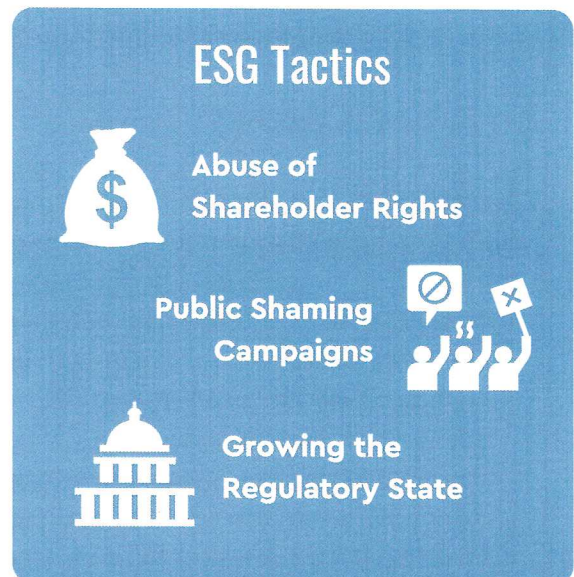 ESG Tactics
$
Abuse of
Shareholder Rights
Public Shaming
Campaigns
Growing the
Regulatory State